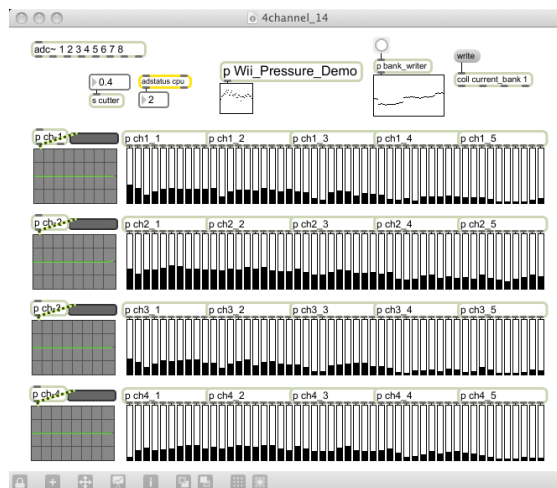 4channel_14
adc~ 1 2 3 4 5 6 7 8
0.4
adstatus cpu
s cutter
2
p Wii_Pressure_Demo
p bank_writer
write
coll current_bank 1
p ch1_1 p ch1_2 p ch1_3 p ch1_4 p ch1_5
p ch2_1 p ch2_2 p ch2_3 p ch2_4 p ch2_5
p ch3_1 p ch3_2 p ch3_3 p ch3_4 p ch3_5
p ch4_1 p ch4_2 p ch4_3 p ch4_4 p ch4_5